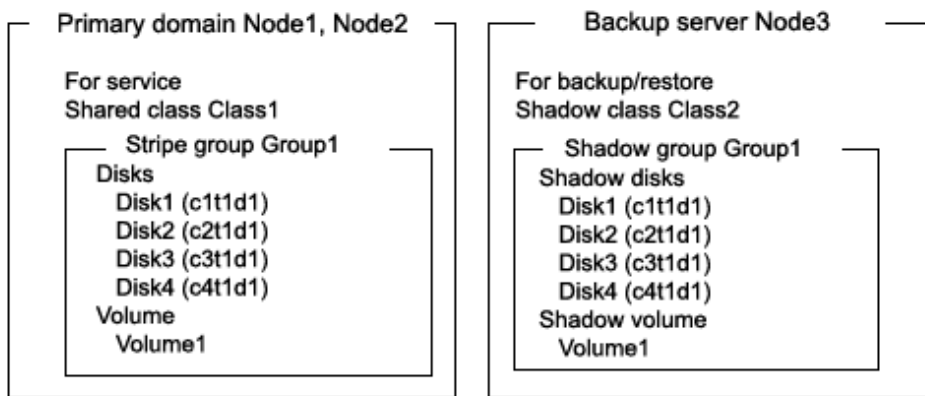 Primary domain Node1, Node2
For service
Shared class Class1
Stripe group Group1
Disks
Disk1 (c1t1d1)
Disk2 (c2t1d1)
Disk3 (c3t1d1)
Disk4 (c4t1d1)
Volume
Volume1
Backup server Node3
For backup/restore
Shadow class Class2
Shadow group Group1
Shadow disks
Disk1 (c1t1d1)
Disk2 (c2t1d1)
Disk3 (c3t1d1)
Disk4 (c4t1d1)
Shadow volume
Volume1